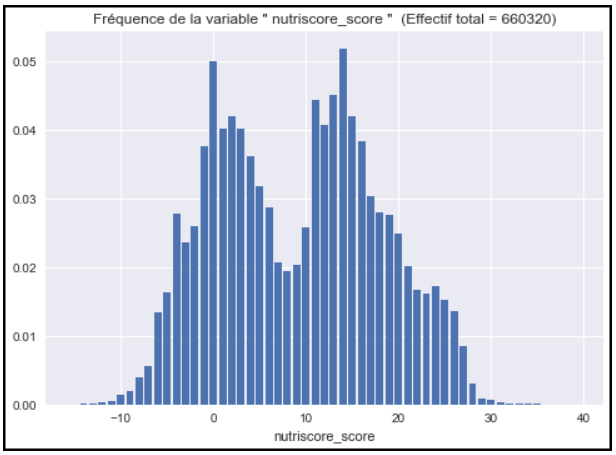 Fréquence de la variable " nutriscore_score " (Effectif total = 660320)
0.05
0.04
0.03
0.02
0.01
0.00
−10 0 10 20 30 40
nutriscore_score